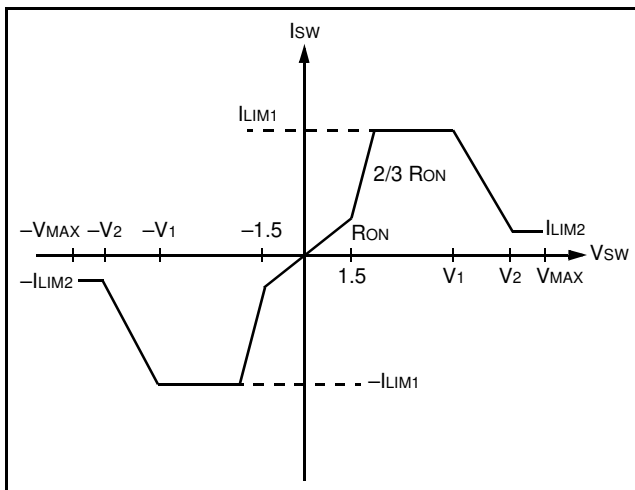 ISW
ILIM1
2/3 RON
–VMAX –V2 –V1 –1.5 RON ILIM2
VSW
–ILIM2 1.5 V1 V2 VMAX
–ILIM1